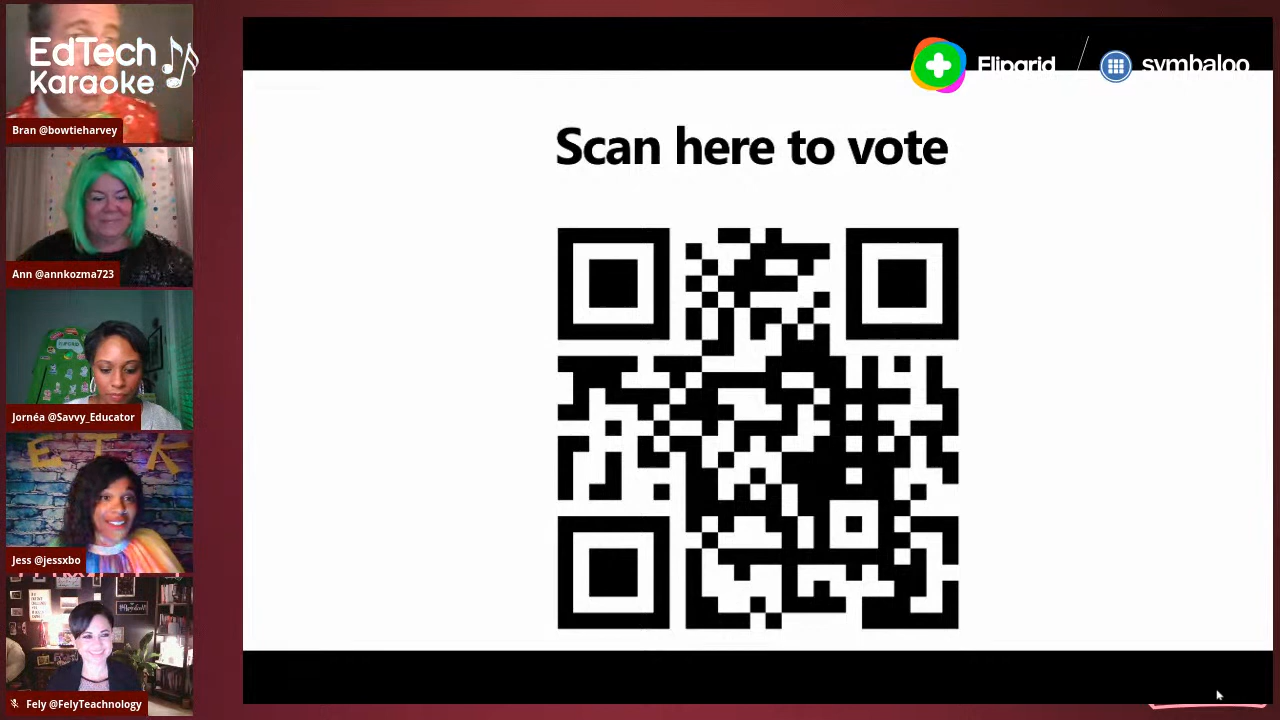 EdTech
Karaoke
Bran @bowtieharvey
Ann @annkozma723
Jornéa @Savvy_Educator
E T K
Jess @jessxbo
Fely @FelyTeachnology
Flipgrid
symbaloo
Scan here to vote